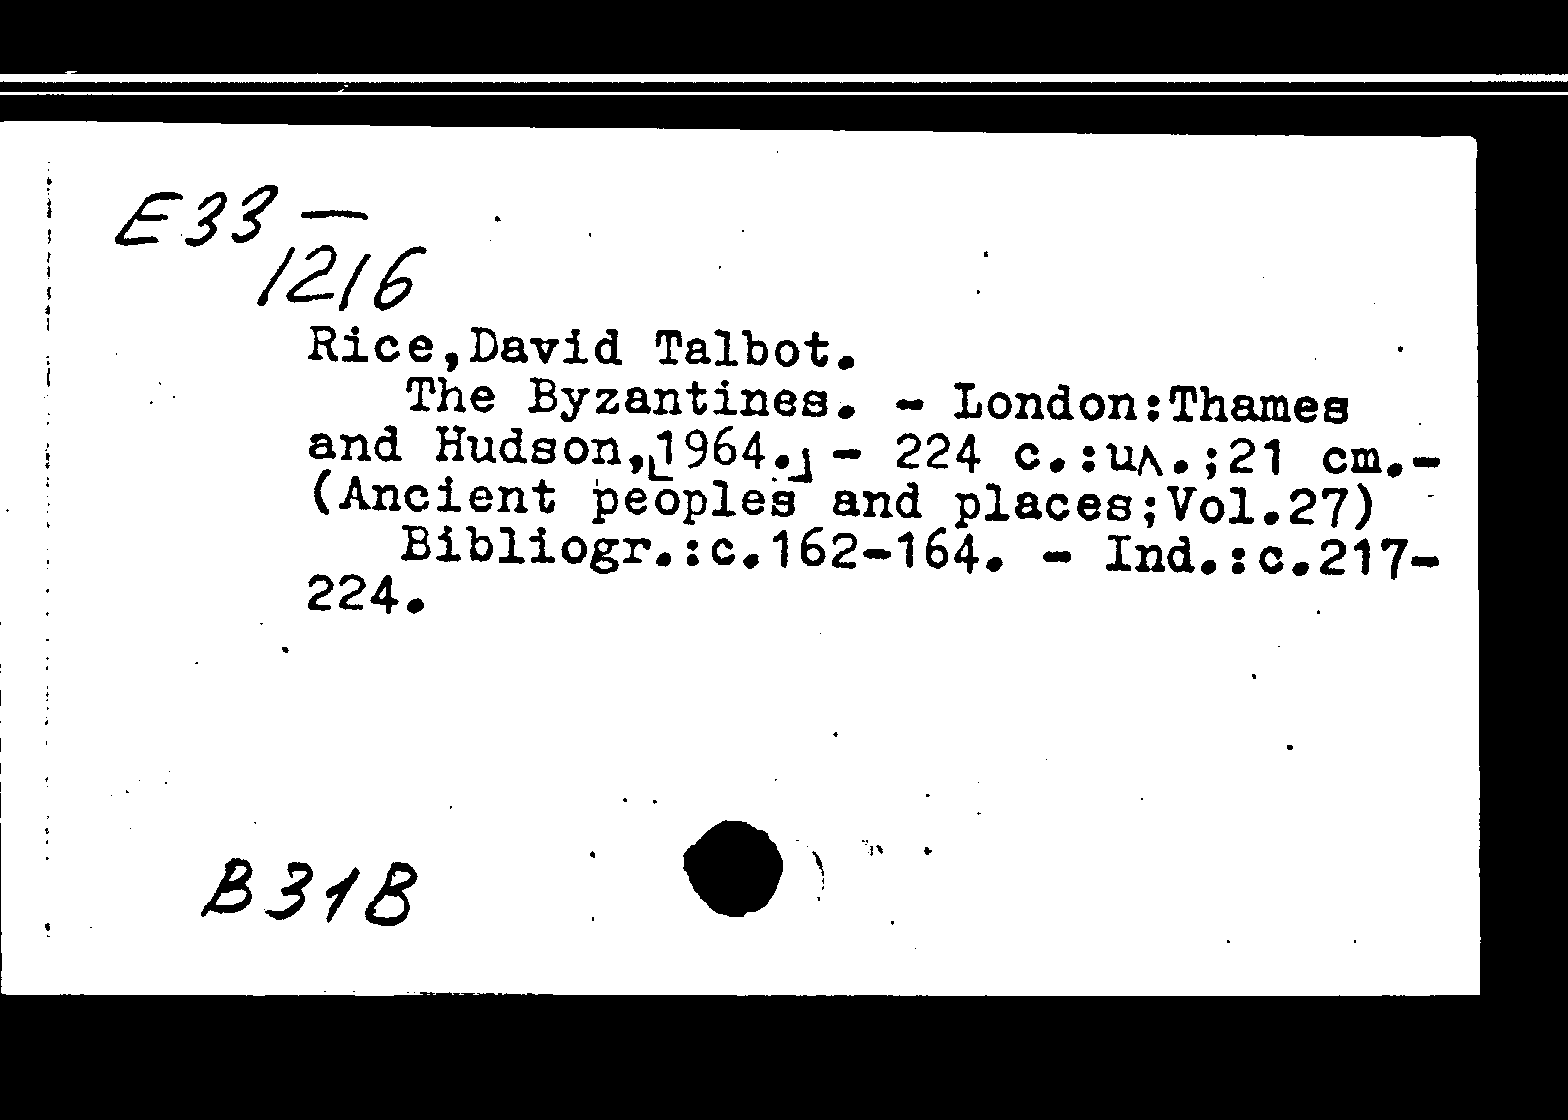 E33 —
1216
Rice,David Talbot.
The Byzantines. - London:Thames
and Hudson,[1964.] - 224 с.:ил.;21 cm.-
(Ancient peoples and places;Vol.27)
Bibliogr.:с.162-164. - Ind.:с.217-
224.
B31B